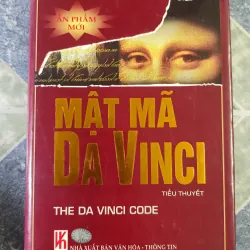 ẤN PHẨM
MỚI
MẬT MÃ
DA VINCI
TIỂU THUYẾT
THE DA VINCI CODE
NHÀ XUẤT BẢN VĂN HÓA - THÔNG TIN